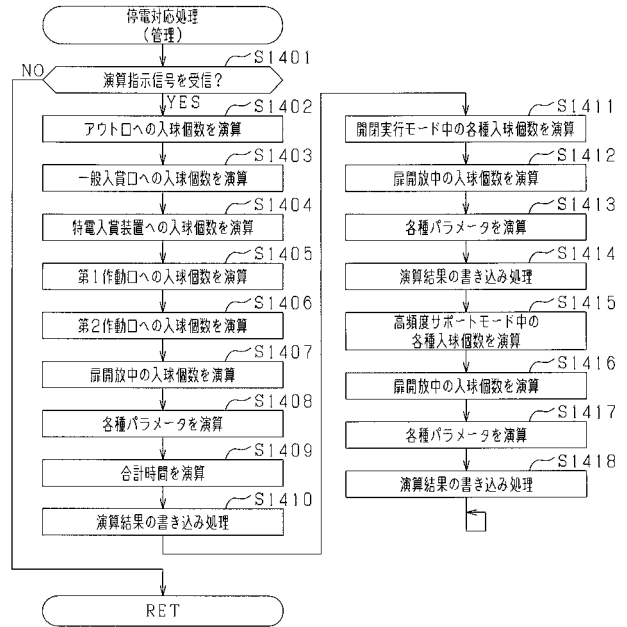 停電対応処理
(管理)
S1401
NO
演算指示信号を受信？
YES
S1402
アウト口への入球個数を演算
S1403
一般入賞口への入球個数を演算
S1404
特電入賞装置への入球個数を演算
S1405
第1作動口への入球個数を演算
S1406
第2作動口への入球個数を演算
S1407
扉開放中の入球個数を演算
S1408
各種パラメータを演算
S1409
合計時間を演算
S1410
演算結果の書き込み処理
S1411
開閉実行モード中の各種入球個数を演算
S1412
扉開放中の入球個数を演算
S1413
各種パラメータを演算
S1414
演算結果の書き込み処理
S1415
高頻度サポートモード中の
各種入球個数を演算
S1416
扉開放中の入球個数を演算
S1417
各種パラメータを演算
S1418
演算結果の書き込み処理
RET